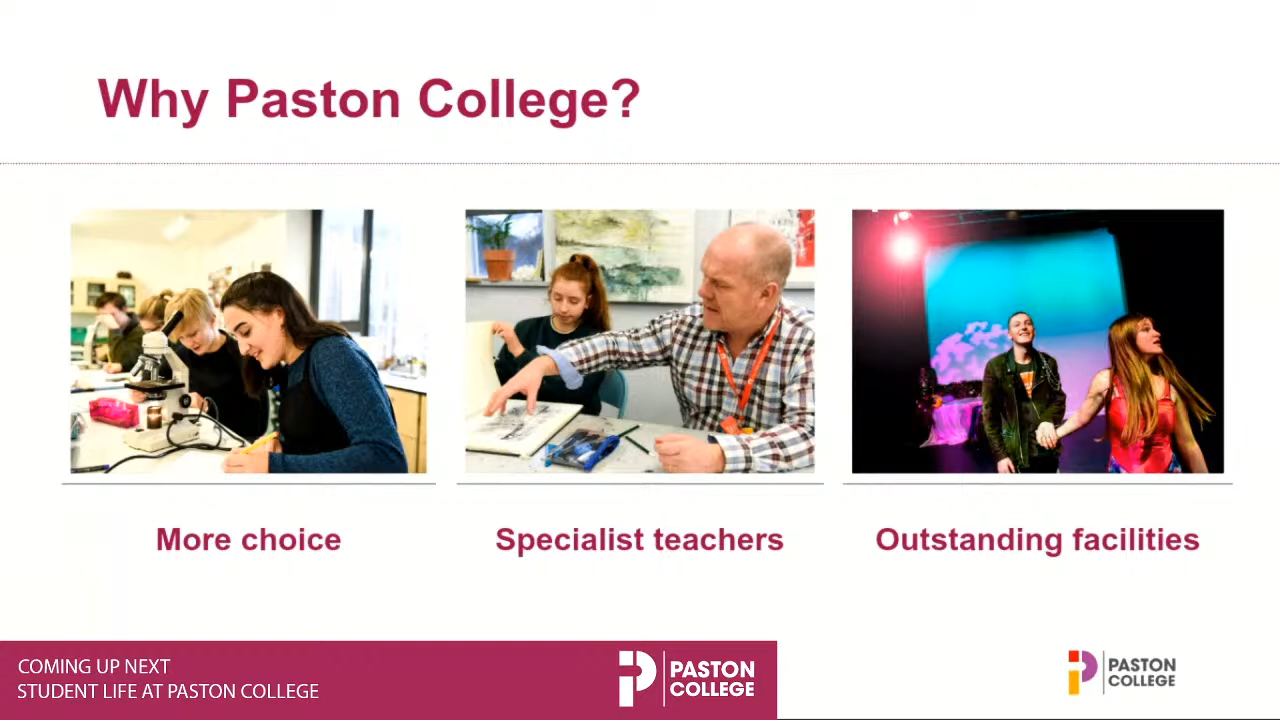 Why Paston College?
More choice
Specialist teachers
Outstanding facilities
COMING UP NEXT
STUDENT LIFE AT PASTON COLLEGE
PASTON
COLLEGE
PASTON
COLLEGE